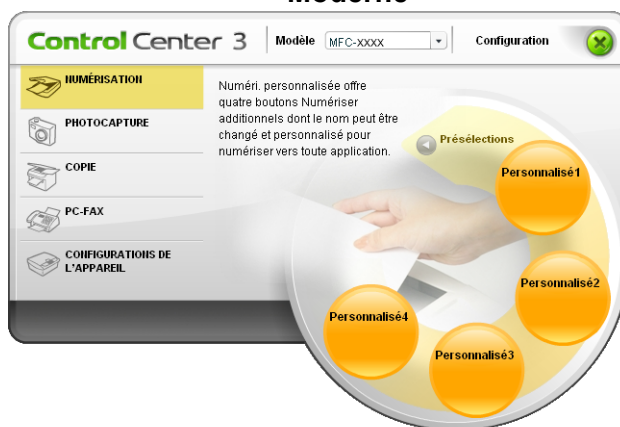 Moderne
Control Center 3
Modèle
MFC-XXXX
Configuration
NUMÉRISATION
PHOTOCAPTURE
COPIE
PC-FAX
CONFIGURATIONS DE
L'APPAREIL
Numéri. personnalisée offre
quatre boutons Numériser
additionnels dont le nom peut être
changé et personnalisé pour
numériser vers toute application.
Présélections
Personnalisé1
Personnalisé2
Personnalisé3
Personnalisé4